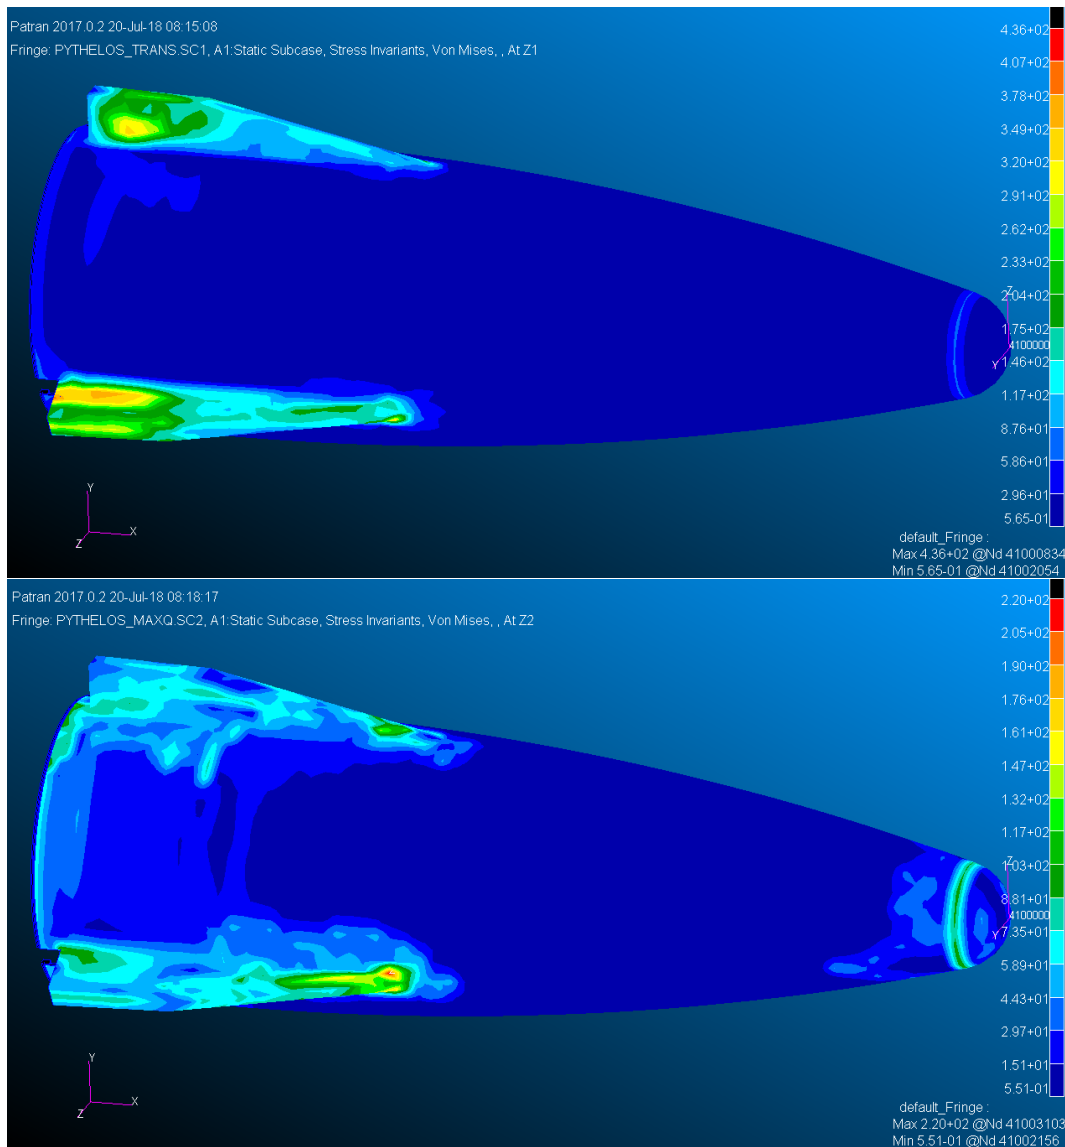 Patran 2017.0.2 20-Jul-18 08:15:08
Fringe: PYTHELOS_TRANS.SC1, A1:Static Subcase, Stress Invariants, Von Mises, , At Z1
4.36+02
4.07+02
3.78+02
3.49+02
3.20+02
2.91+02
2.62+02
2.33+02
2.04+02
Z
1.75+02
4100000
Y
1.46+02
1.17+02
8.76+01
5.86+01
2.96+01
5.65-01
Y
X
Z
default_Fringe :
Max 4.36+02 @Nd 41000834
Min 5.65-01 @Nd 41002054
Patran 2017.0.2 20-Jul-18 08:18:17
Fringe: PYTHELOS_MAXQ.SC2, A1:Static Subcase, Stress Invariants, Von Mises, , At Z2
2.20+02
2.05+02
1.90+02
1.76+02
1.61+02
1.47+02
1.32+02
1.17+02
1.03+02
Z
8.81+01
4100000
Y
7.35+01
5.89+01
4.43+01
2.97+01
1.51+01
5.51-01
Y
X
Z
default_Fringe :
Max 2.20+02 @Nd 41003103
Min 5.51-01 @Nd 41002156